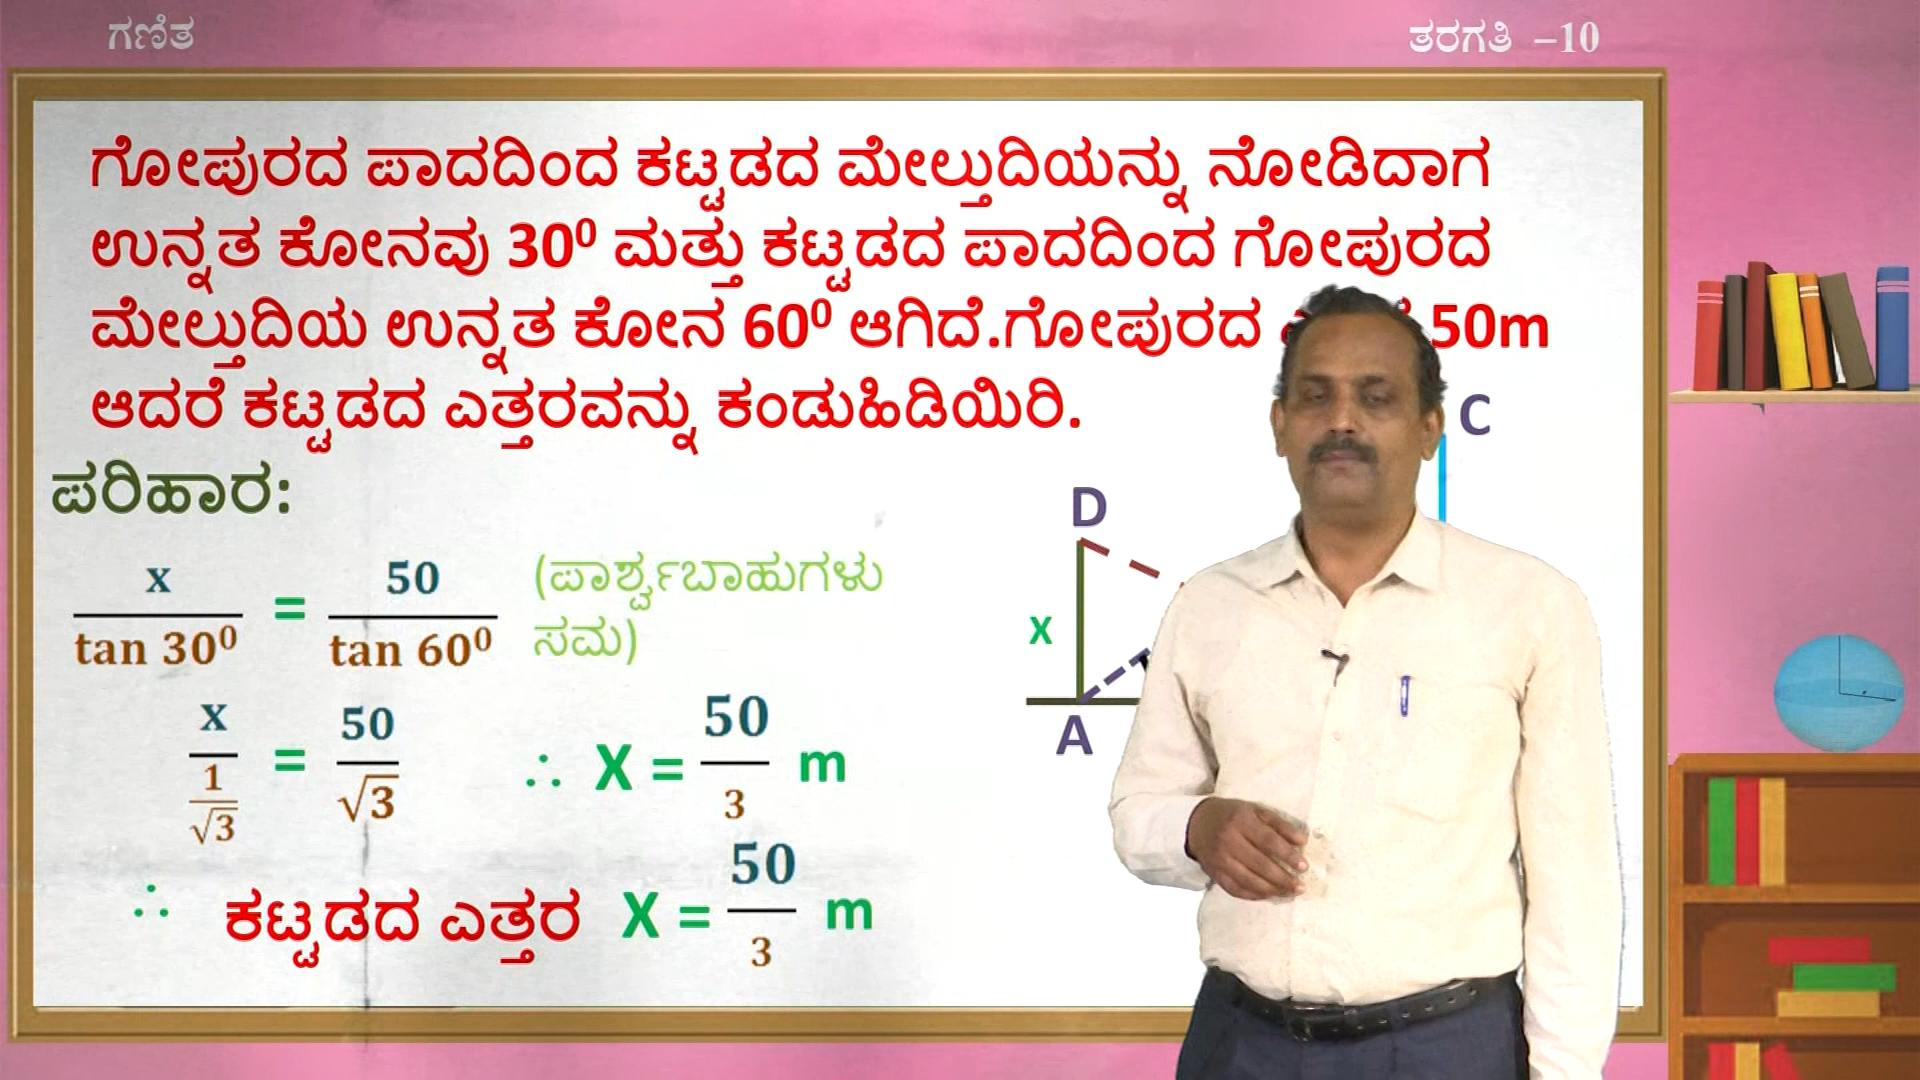 ಗಣಿತ
ತರಗತಿ –10
ಗೋಪುರದ ಪಾದದಿಂದ ಕಟ್ಟಡದ ಮೇಲ್ತುದಿಯನ್ನು ನೋಡಿದಾಗ
ಉನ್ನತ ಕೋನವು 30⁰ ಮತ್ತು ಕಟ್ಟಡದ ಪಾದದಿಂದ ಗೋಪುರದ
ಮೇಲ್ತುದಿಯ ಉನ್ನತ ಕೋನ 60⁰ ಆಗಿದೆ.ಗೋಪುರದ 50m
ಆದರೆ ಕಟ್ಟಡದ ಎತ್ತರವನ್ನು ಕಂಡುಹಿಡಿಯಿರಿ.
ಪರಿಹಾರ:
x/tan 30⁰ = 50/tan 60⁰ (ಪಾರ್ಶ್ವಬಾಹುಗಳು
ಸಮ)
x/(1/√3) = 50/√3 ∴ X = 50/3 m
∴ ಕಟ್ಟಡದ ಎತ್ತರ X = 50/3 m
C
D
X
A